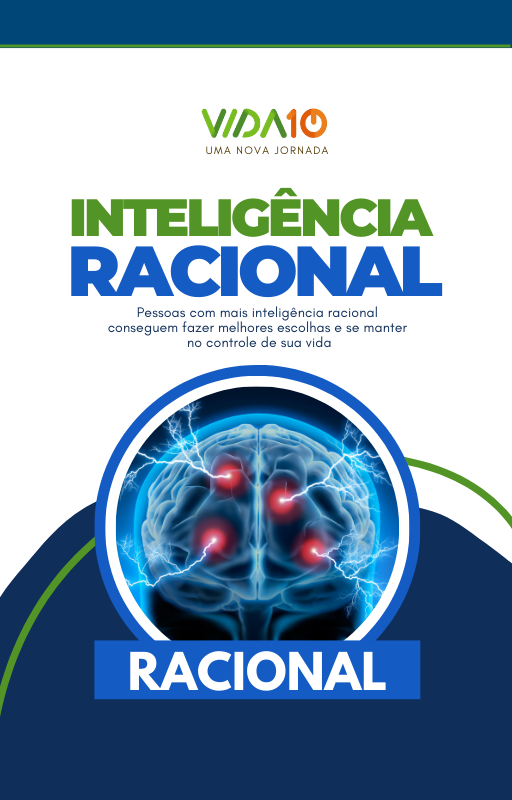 VIDA10
UMA NOVA JORNADA
INTELIGÊNCIA
RACIONAL
Pessoas com mais inteligência racional
conseguem fazer melhores escolhas e se manter
no controle de sua vida
RACIONAL